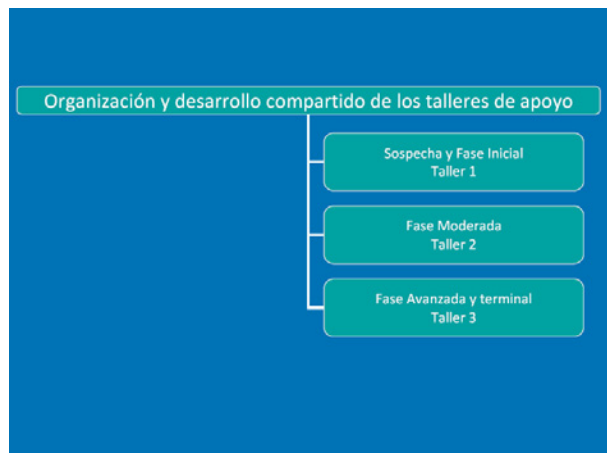 Organización y desarrollo compartido de los talleres de apoyo
Sospecha y Fase Inicial
Taller 1
Fase Moderada
Taller 2
Fase Avanzada y terminal
Taller 3